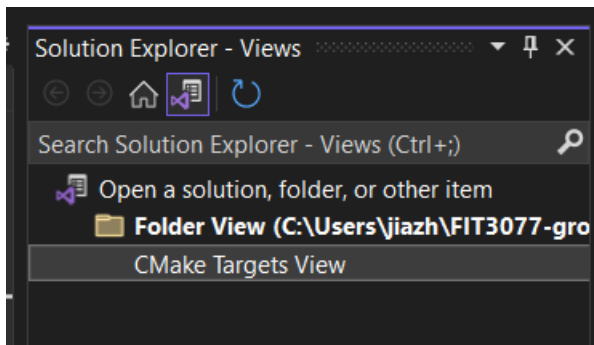 Solution Explorer - Views
Search Solution Explorer - Views (Ctrl+;)
Open a solution, folder, or other item
Folder View (C:\Users\jiazh\FIT3077-gro
CMake Targets View